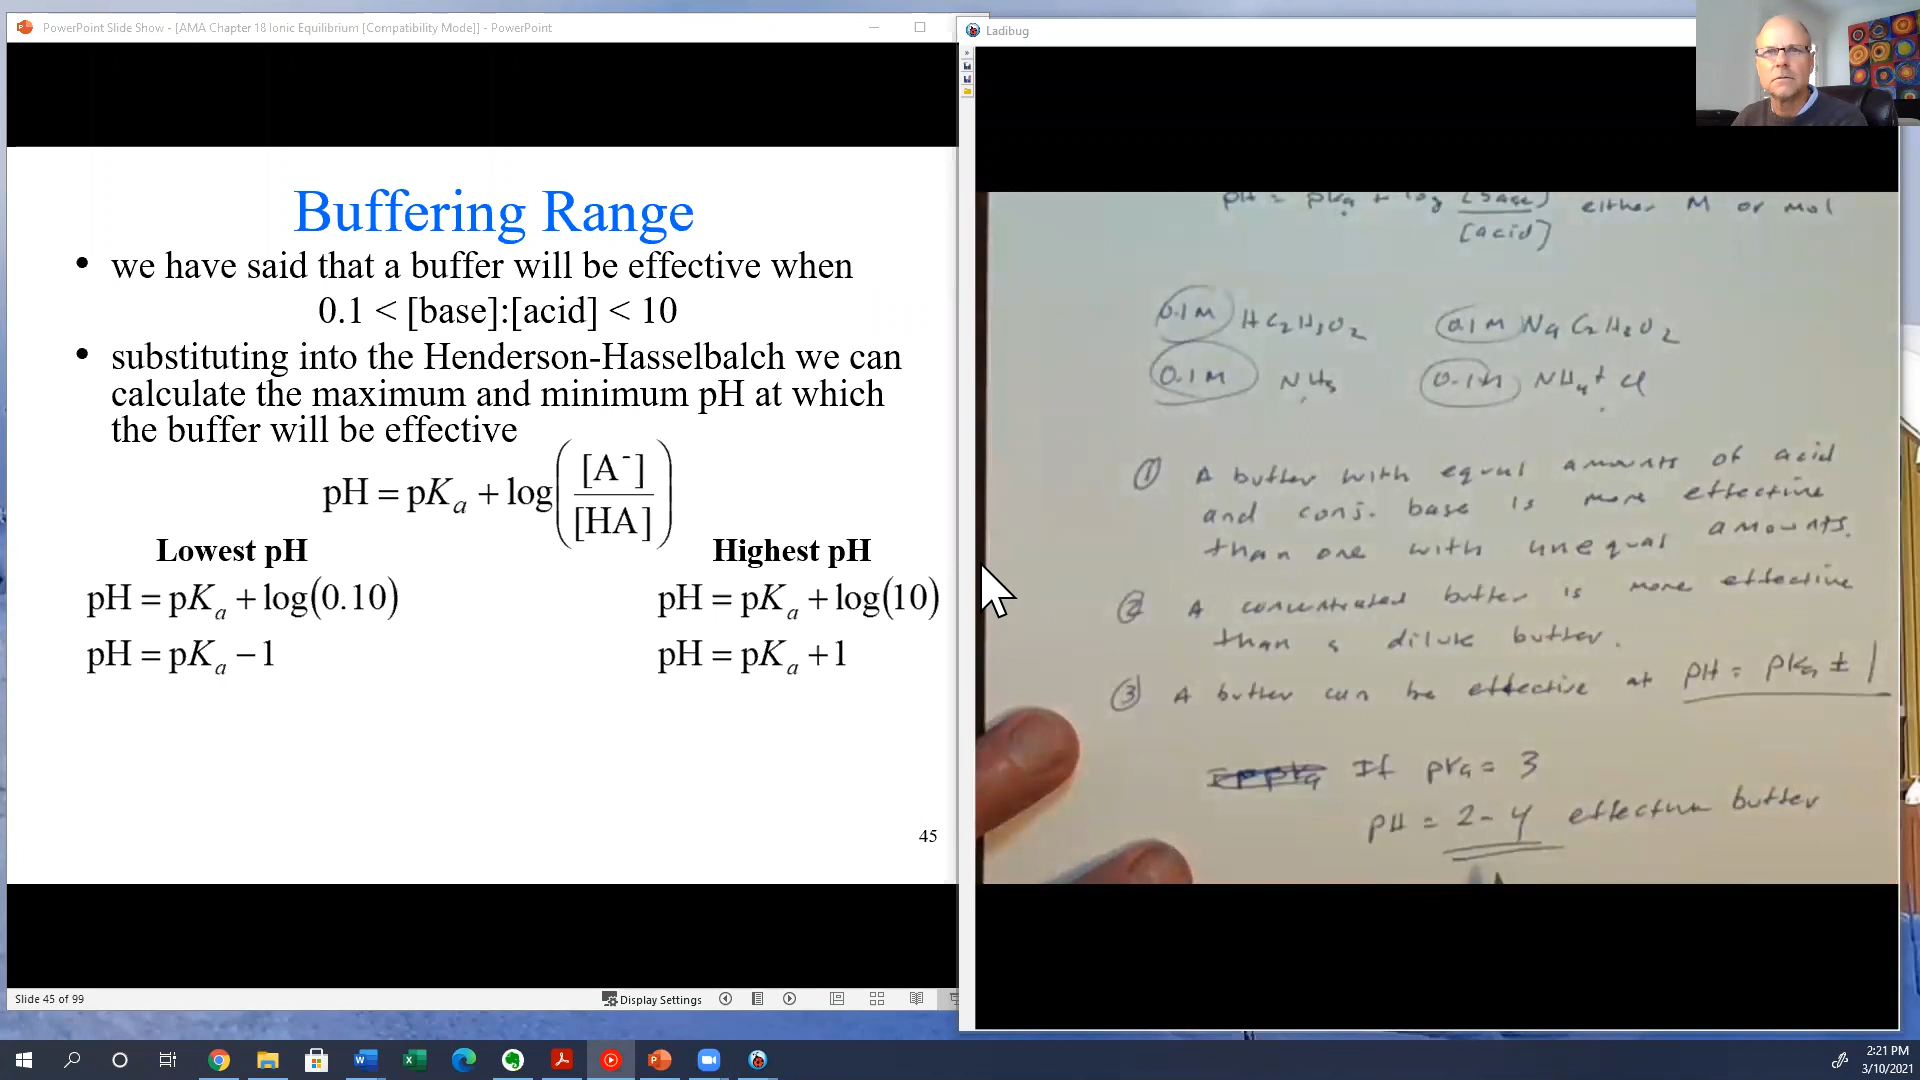 PowerPoint Slide Show - [AMA Chapter 18 Ionic Equilibrium [Compatibility Mode]] - PowerPoint
Buffering Range
• we have said that a buffer will be effective when
0.1 < [base]:[acid] < 10
• substituting into the Henderson-Hasselbalch we can
calculate the maximum and minimum pH at which
the buffer will be effective
pH = pKa + log([A-]/[HA])
Lowest pH
pH = pKa + log(0.10)
pH = pKa − 1
Highest pH
pH = pKa + log(10)
pH = pKa + 1
45
Slide 45 of 99
Display Settings
Ladibug
pH = pKa + log [base]/[acid] either M or mol
0.1M HC2H3O2 0.1M NaC2H3O2
0.1M NH3 0.1M NH4+ Cl
① A buffer with equal amounts of acid
and conj. base is more effective
than one with unequal amounts.
② A concentrated buffer is more effective
than a dilute buffer.
③ A buffer can be effective at pH = pKa ± 1
If pKa = 3
pH = 2 - 4 effective buffer
2:21 PM
3/10/2021